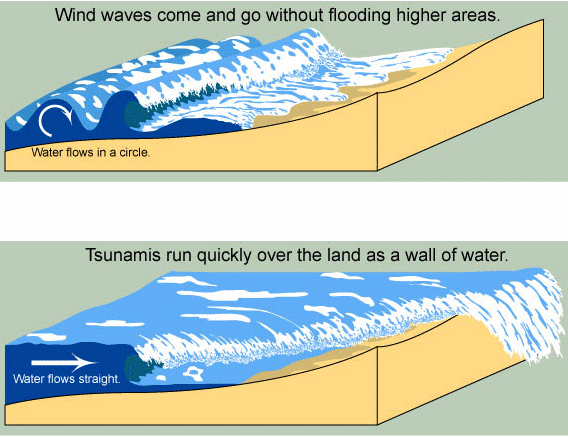 Wind waves come and go without flooding higher areas.
Water flows in a circle.
Tsunamis run quickly over the land as a wall of water.
Water flows straight.